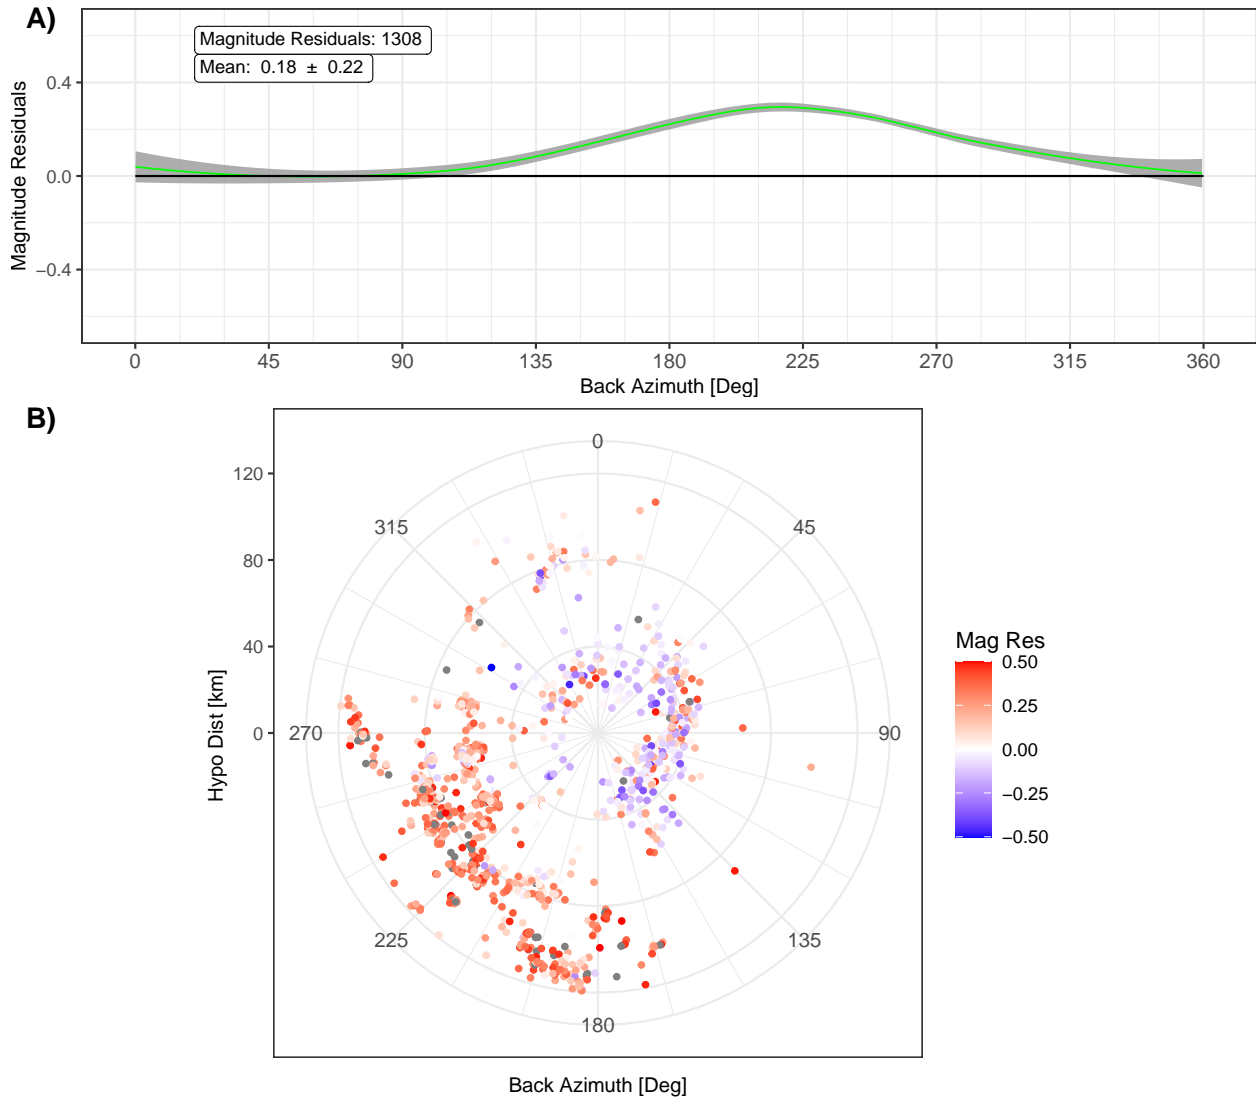 A)
Magnitude Residuals: 1308
Mean: 0.18 ± 0.22
Magnitude Residuals
0.4
0.0
−0.4
0 45 90 135 180 225 270 315 360
Back Azimuth [Deg]
B)
Hypo Dist [km]
120
80
40
0
0
45
90
135
180
225
270
315
Back Azimuth [Deg]
Mag Res
0.50
0.25
0.00
−0.25
−0.50